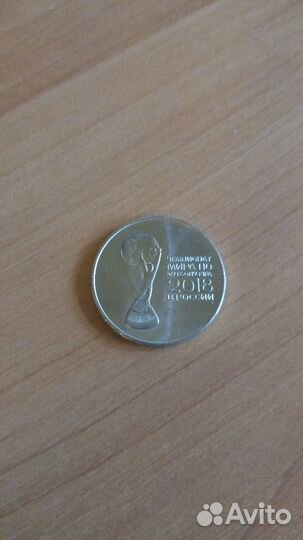 ЧЕМПИОНАТ
МИРА ПО
ФУТБОЛУ FIFA
2018
В РОССИИ
Avito